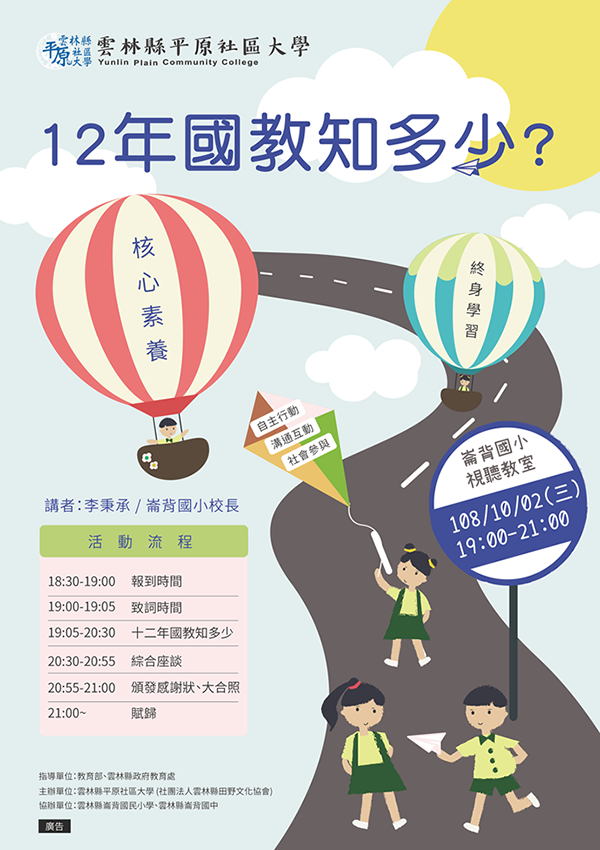 雲林縣
平原社區
大學
雲林縣平原社區大學
Yunlin Plain Community College
12年國教知多少?
核心素養
終身學習
自主行動
溝通互動
社會參與
崙背國小
視聽教室
108/10/02(三)
19:00-21:00
講者:李秉承 / 崙背國小校長
活動流程
18:30-19:00 報到時間
19:00-19:05 致詞時間
19:05-20:30 十二年國教知多少
20:30-20:55 綜合座談
20:55-21:00 頒發感謝狀、大合照
21:00~ 賦歸
指導單位:教育部、雲林縣政府教育處
主辦單位:雲林縣平原社區大學 (社團法人雲林縣田野文化協會)
協辦單位:雲林縣崙背國民小學、雲林縣崙背國中
廣告